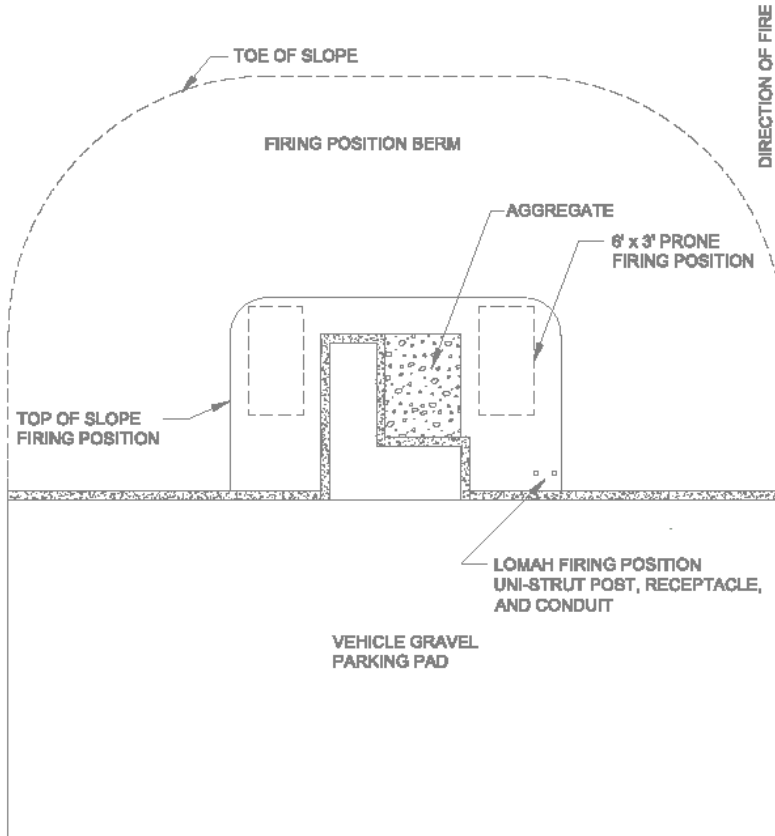 TOE OF SLOPE
DIRECTION OF FIRE
FIRING POSITION BERM
AGGREGATE
6' x 3' PRONE
FIRING POSITION
TOP OF SLOPE
FIRING POSITION
LOMAH FIRING POSITION
UNI-STRUT POST, RECEPTACLE,
AND CONDUIT
VEHICLE GRAVEL
PARKING PAD